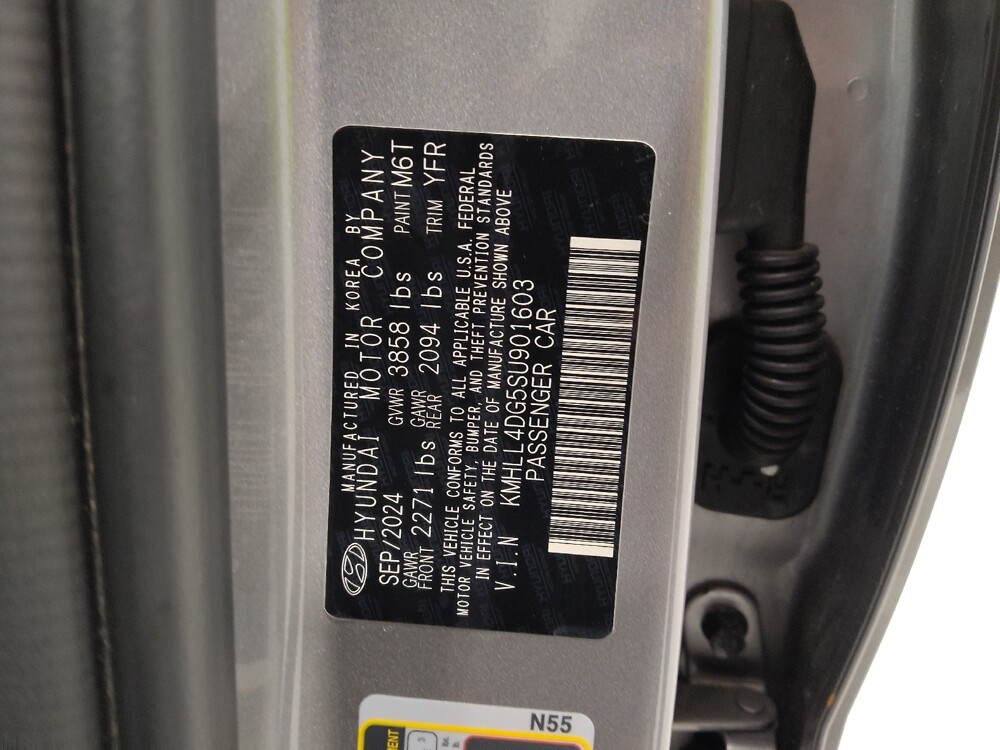 MANUFACTURED IN KOREA BY
HYUNDAI MOTOR COMPANY
SEP/2024 GVWR 3858 lbs PAINT M6T
GAWR FRONT 2271 lbs GAWR REAR 2094 lbs TRIM YFR
THIS VEHICLE CONFORMS TO ALL APPLICABLE U.S.A. FEDERAL
MOTOR VEHICLE SAFETY, BUMPER, AND THEFT PREVENTION STANDARDS
IN EFFECT ON THE DATE OF MANUFACTURE SHOWN ABOVE
V.I.N KMHLL4DG5SU901603
PASSENGER CAR
N55